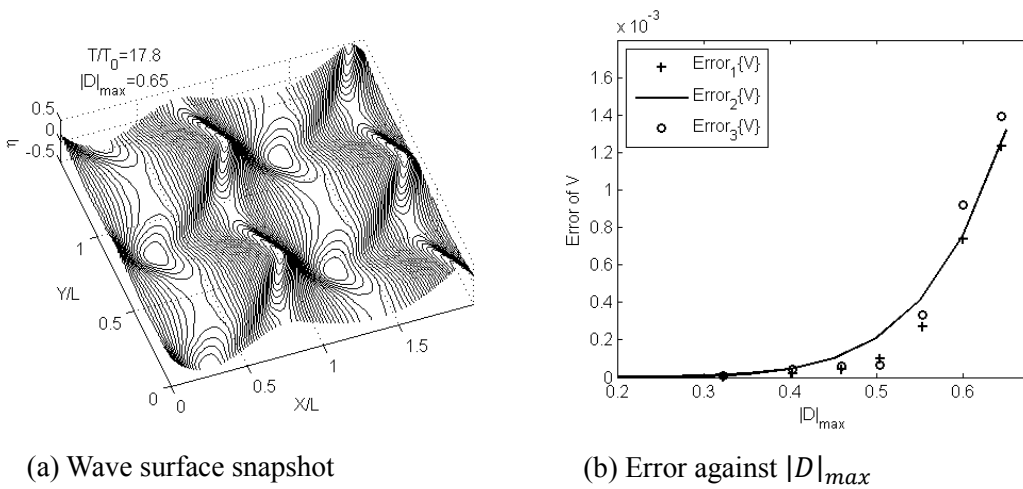 T/T0=17.8
|D|max=0.65
0.5
0
-0.5
η
1
0.5
0
Y/L
0
0.5
1
1.5
X/L
(a) Wave surface snapshot
x 10-3
1.6
1.4
1.2
1
0.8
0.6
0.4
0.2
0
Error of V
Error1{V}
Error2{V}
Error3{V}
0.2
0.3
0.4
0.5
0.6
|D|max
(b) Error against |D|max